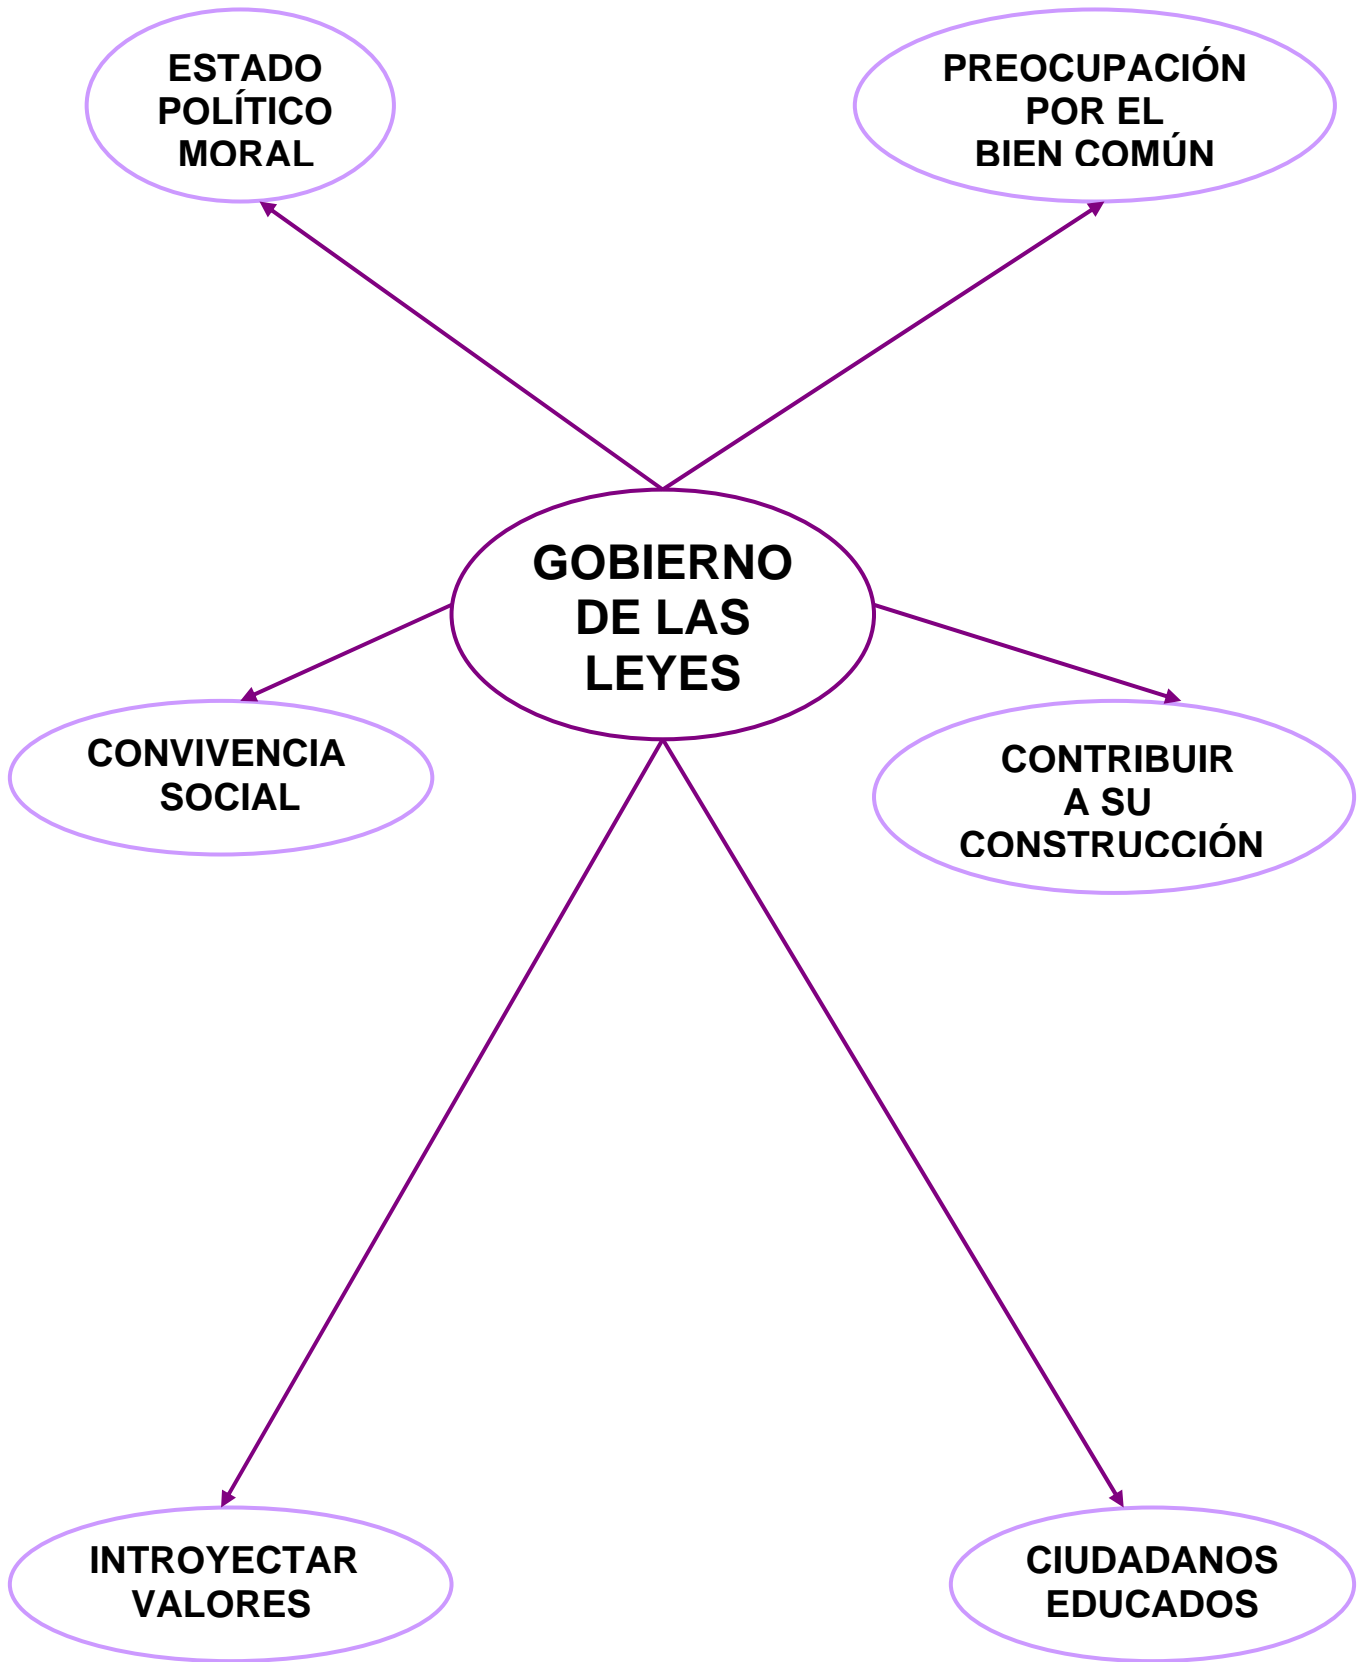 ESTADO
POLÍTICO
MORAL
PREOCUPACIÓN
POR EL
BIEN COMÚN
GOBIERNO
DE LAS
LEYES
CONVIVENCIA
SOCIAL
CONTRIBUIR
A SU
CONSTRUCCIÓN
INTROYECTAR
VALORES
CIUDADANOS
EDUCADOS